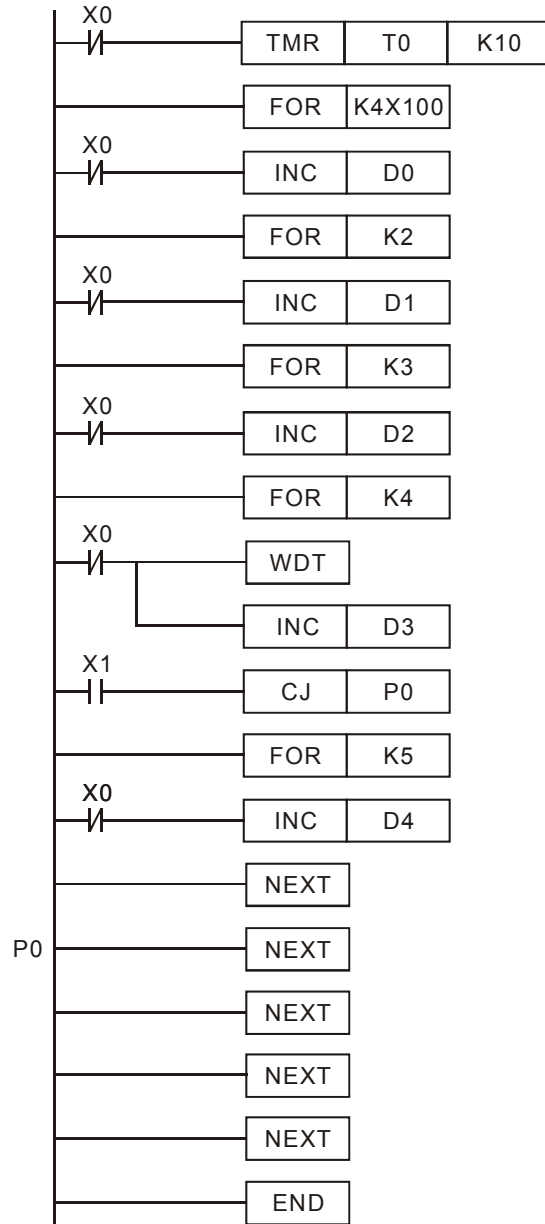 X0
TMR T0 K10
FOR K4X100
X0
INC D0
FOR K2
X0
INC D1
FOR K3
X0
INC D2
FOR K4
X0
WDT
INC D3
X1
CJ P0
FOR K5
X0
INC D4
NEXT
P0 NEXT
NEXT
NEXT
NEXT
END